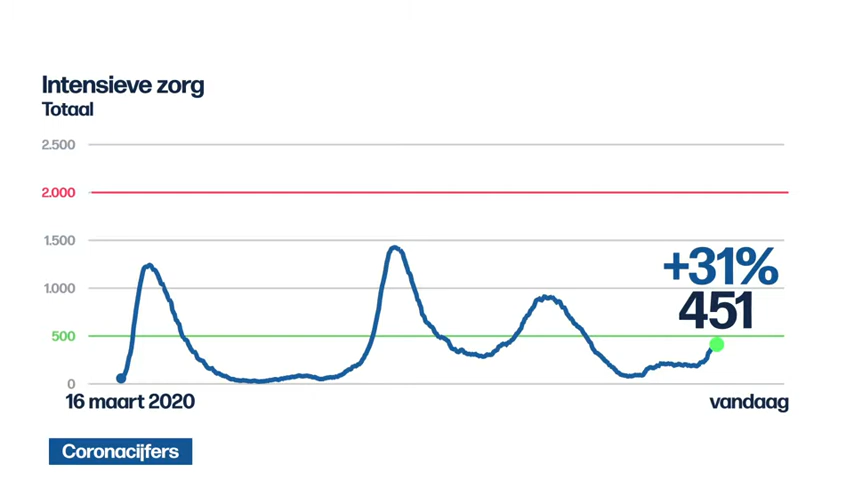 Intensieve zorg
Totaal
2.500
2.000
1.500
1.000
500
0
+31%
451
16 maart 2020
vandaag
Coronacijfers